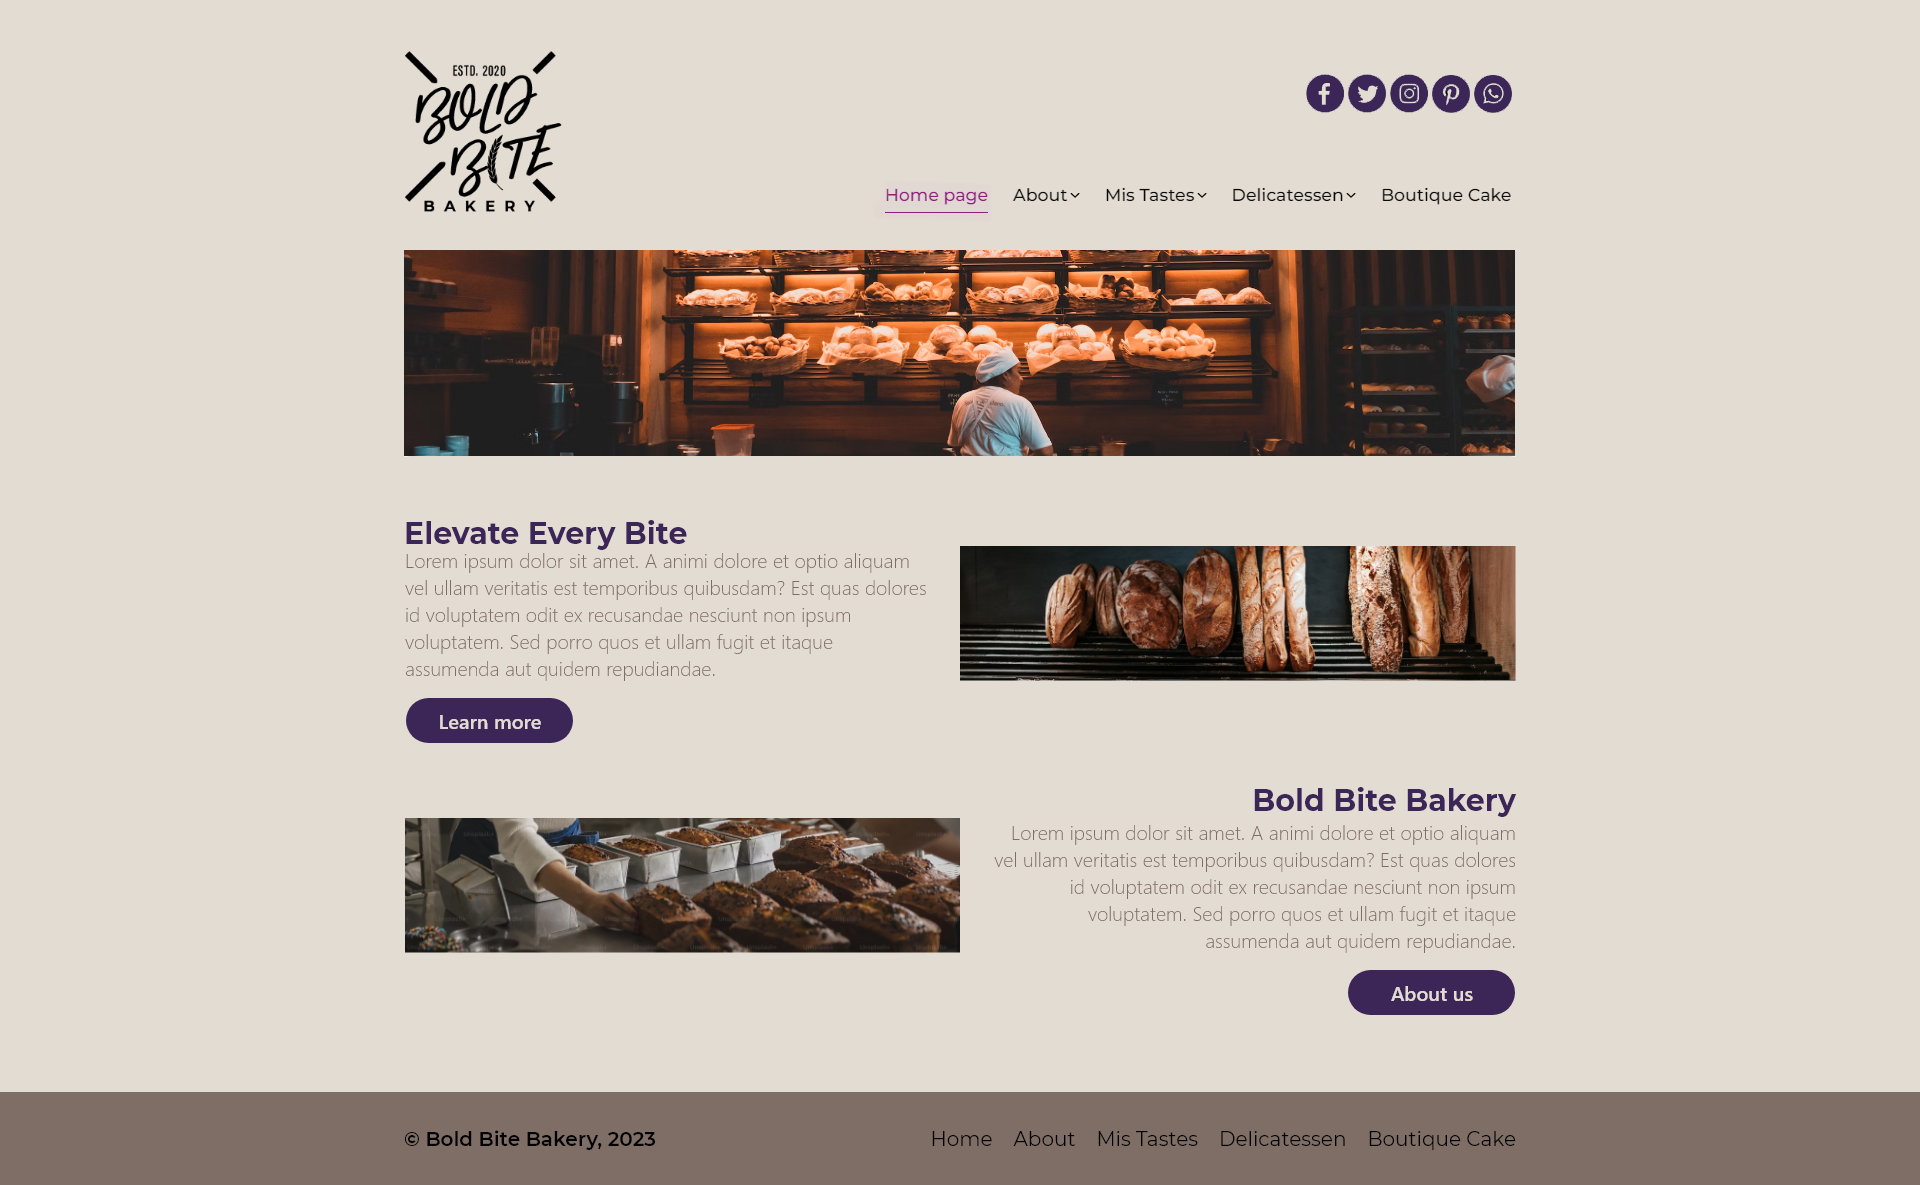 ESTD. 2020
BOLD
BITE
BAKERY
Home page About Mis Tastes Delicatessen Boutique Cake
Elevate Every Bite
Lorem ipsum dolor sit amet. A animi dolore et optio aliquam
vel ullam veritatis est temporibus quibusdam? Est quas dolores
id voluptatem odit ex recusandae nesciunt non ipsum
voluptatem. Sed porro quos et ullam fugit et itaque
assumenda aut quidem repudiandae.
Learn more
Bold Bite Bakery
Lorem ipsum dolor sit amet. A animi dolore et optio aliquam
vel ullam veritatis est temporibus quibusdam? Est quas dolores
id voluptatem odit ex recusandae nesciunt non ipsum
voluptatem. Sed porro quos et ullam fugit et itaque
assumenda aut quidem repudiandae.
About us
© Bold Bite Bakery, 2023
Home About Mis Tastes Delicatessen Boutique Cake